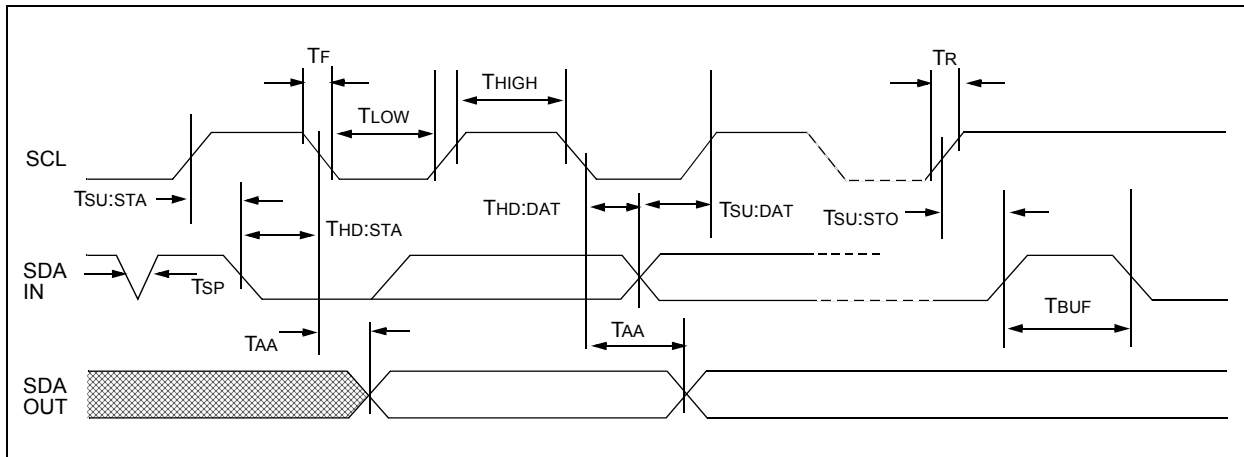 TF
TR
THIGH
TLOW
SCL
TSU:STA
THD:DAT
TSU:DAT
TSU:STO
THD:STA
SDA
IN
TSP
TBUF
TAA
TAA
SDA
OUT